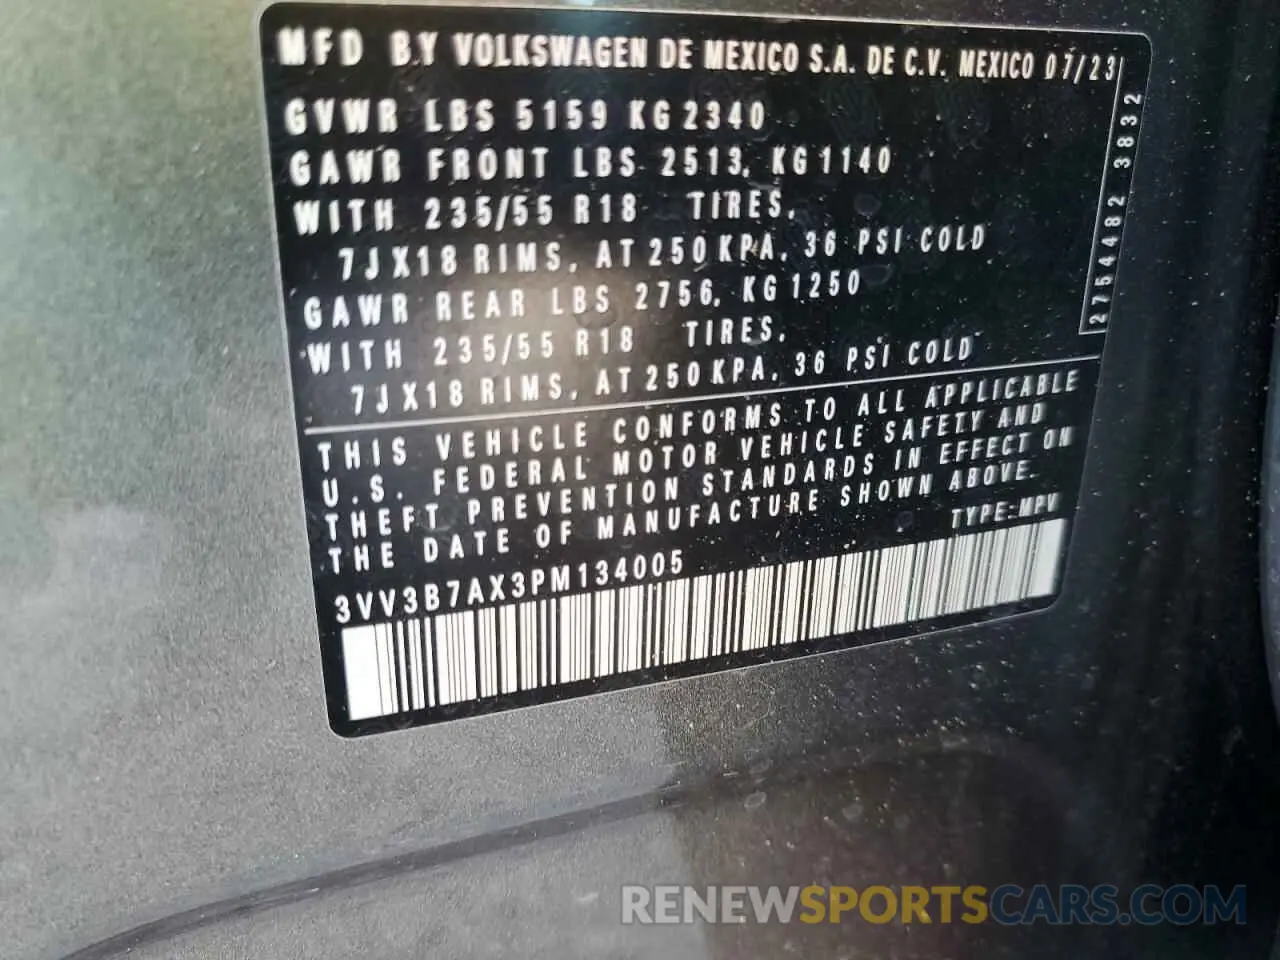 MFD BY VOLKSWAGEN DE MEXICO S.A. DE C.V. MEXICO 07/23
GVWR LBS 5159 KG 2340
GAWR FRONT LBS 2513, KG 1140
WITH 235/55 R18 TIRES,
7JX18 RIMS, AT 250 KPA, 36 PSI COLD
GAWR REAR LBS 2756, KG 1250
WITH 235/55 R18 TIRES,
7JX18 RIMS, AT 250 KPA, 36 PSI COLD
2754482 3832
THIS VEHICLE CONFORMS TO ALL APPLICABLE
U.S. FEDERAL MOTOR VEHICLE SAFETY AND
THEFT PREVENTION STANDARDS IN EFFECT ON
THE DATE OF MANUFACTURE SHOWN ABOVE.
3VV3B7AX3PM134005 TYPE:MPV
RENEWSPORTSCARS.COM